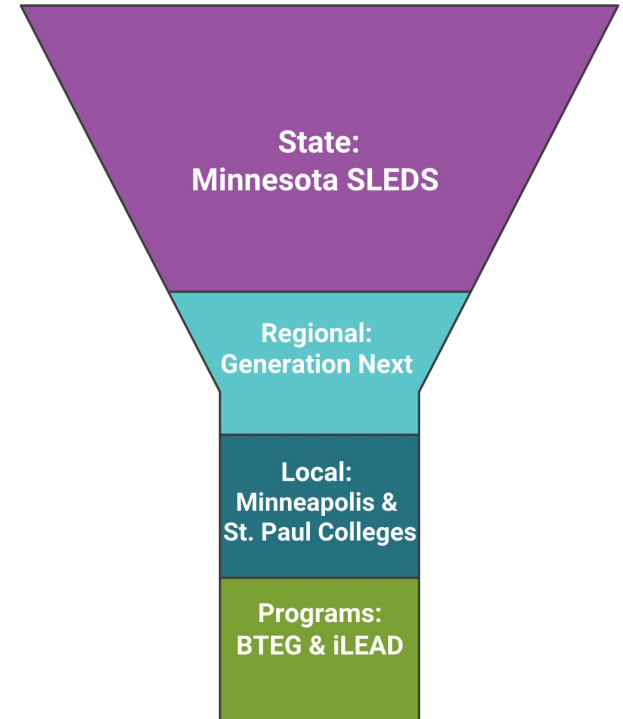 State:
Minnesota SLEDS
Regional:
Generation Next
Local:
Minneapolis &
St. Paul Colleges
Programs:
BTEG & iLEAD